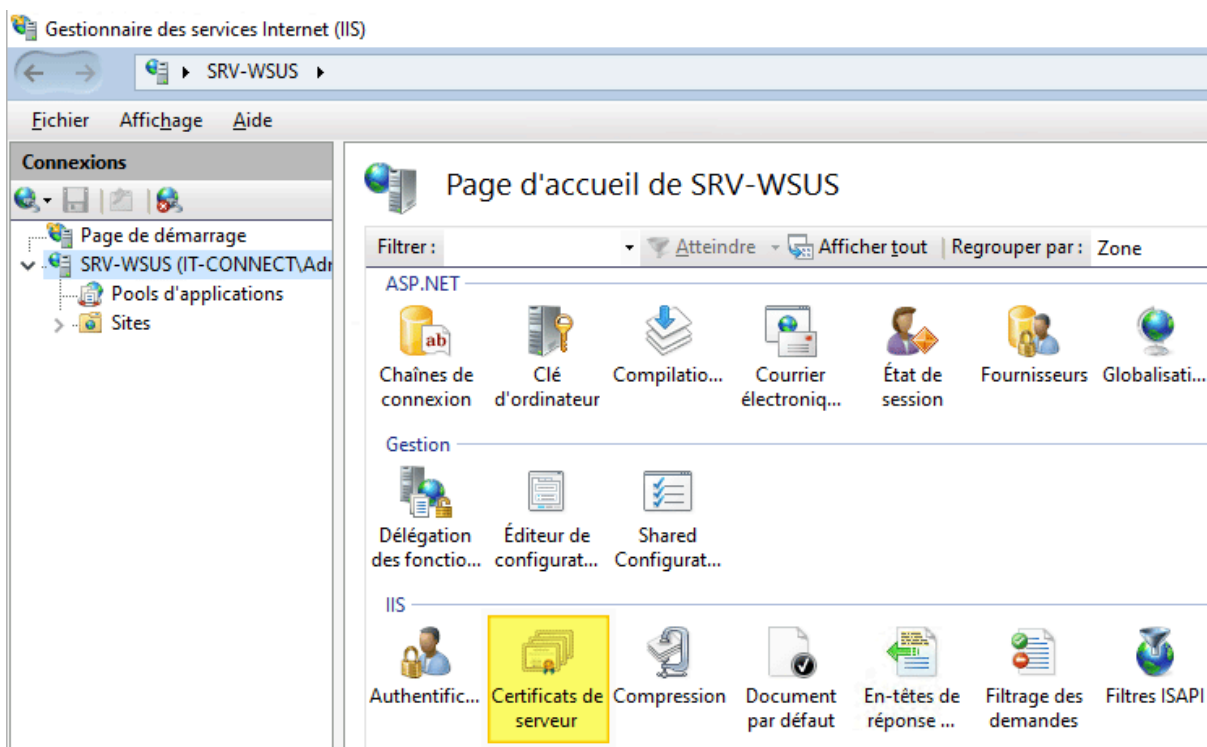 Gestionnaire des services Internet (IIS)
SRV-WSUS
Fichier Affichage Aide
Connexions
Page de démarrage
SRV-WSUS (IT-CONNECT\Adr
Pools d'applications
Sites
Page d'accueil de SRV-WSUS
Filtrer : Atteindre Afficher tout Regrouper par : Zone
ASP.NET
ab
Chaînes de connexion
Clé d'ordinateur
Compilatio...
Courrier électroniq...
État de session
Fournisseurs
Globalisati...
Gestion
Délégation des fonctio...
Éditeur de configurat...
Shared Configurat...
IIS
Authentific...
Certificats de serveur
Compression
Document par défaut
En-têtes de réponse ...
Filtrage des demandes
Filtres ISAPI